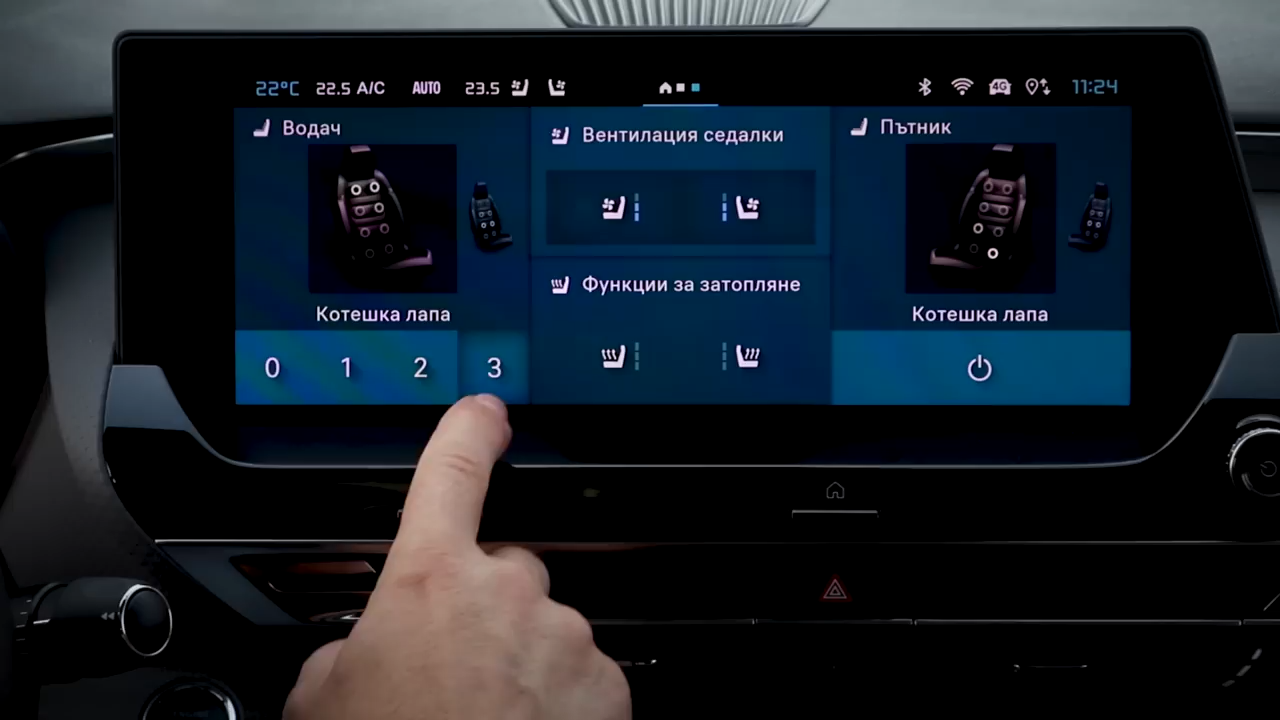 22°C 22.5 A/C AUTO 23.5 4G 11:24
Водач
Котешка лапа
0 1 2 3
Вентилация седалки
Функции за затопляне
Пътник
Котешка лапа